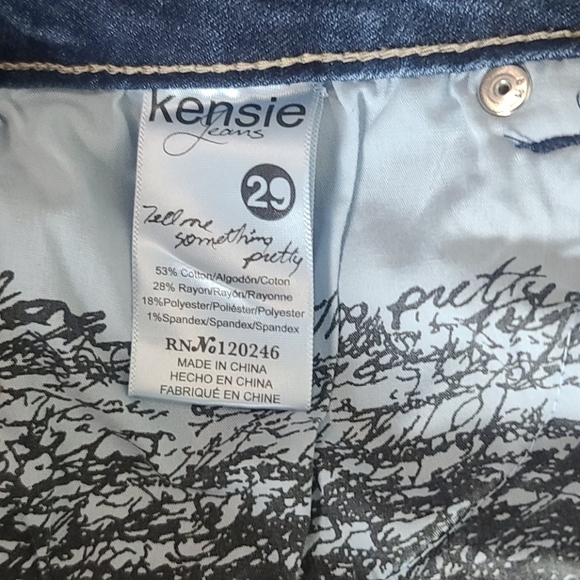 kensie
Jeans
29
Tell me
something
pretty
53% Cotton/Algodón/Coton
28% Rayon/Rayón/Rayonne
18%Polyester/Poliéster/Polyester
1%Spandex/Spandex/Spandex
RN No 120246
MADE IN CHINA
HECHO EN CHINA
FABRIQUÉ EN CHINE
pretty